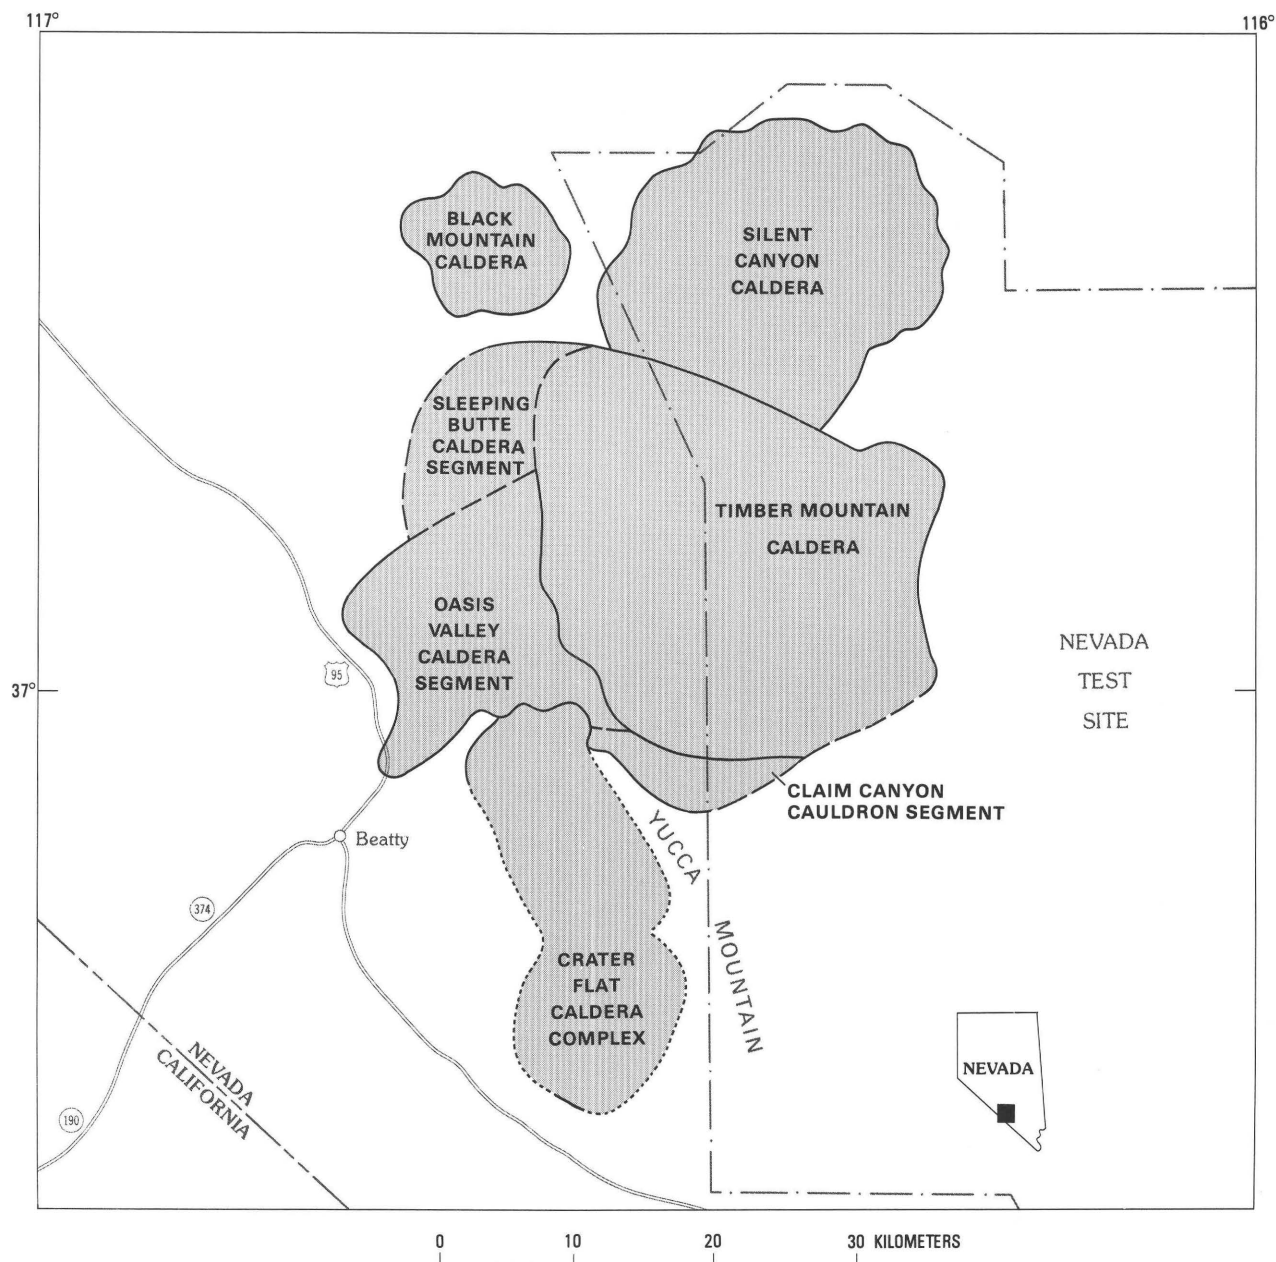 117°
116°
BLACK
MOUNTAIN
CALDERA
SILENT
CANYON
CALDERA
SLEEPING
BUTTE
CALDERA
SEGMENT
TIMBER MOUNTAIN
CALDERA
OASIS
VALLEY
CALDERA
SEGMENT
NEVADA
TEST
SITE
95
37°
CLAIM CANYON
CAULDRON SEGMENT
YUCCA
MOUNTAIN
Beatty
374
CRATER
FLAT
CALDERA
COMPLEX
NEVADA
CALIFORNIA
190
NEVADA
0 10 20 30 KILOMETERS